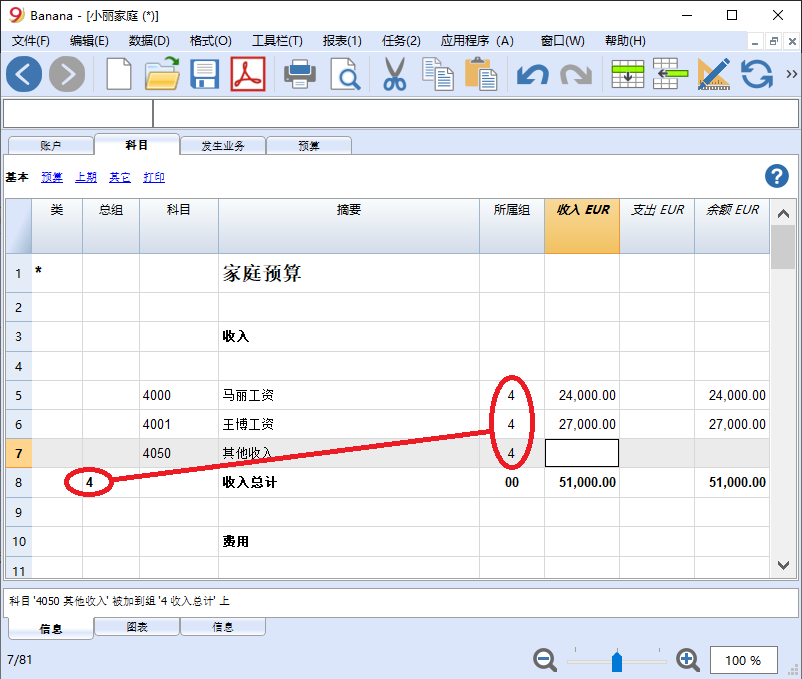 Banana - [小丽家庭 (*)]
文件(F) 编辑(E) 数据(D) 格式(O) 工具栏(T) 报表(1) 任务(2) 应用程序 (A) 窗口(W) 帮助(H)
账户 科目 发生业务 预算
基本 预算 上期 其它 打印
类 总组 科目 摘要 所属组 收入 EUR 支出 EUR 余额 EUR
1 * 家庭预算
2
3 收入
4
5 4000 马丽工资 4 24,000.00 24,000.00
6 4001 王博工资 4 27,000.00 27,000.00
7 4050 其他收入 4
8 4 收入总计 00 51,000.00 51,000.00
9
10 费用
11
科目 '4050 其他收入' 被加到组 '4 收入总计' 上
信息 图表 信息
7/81 100 %